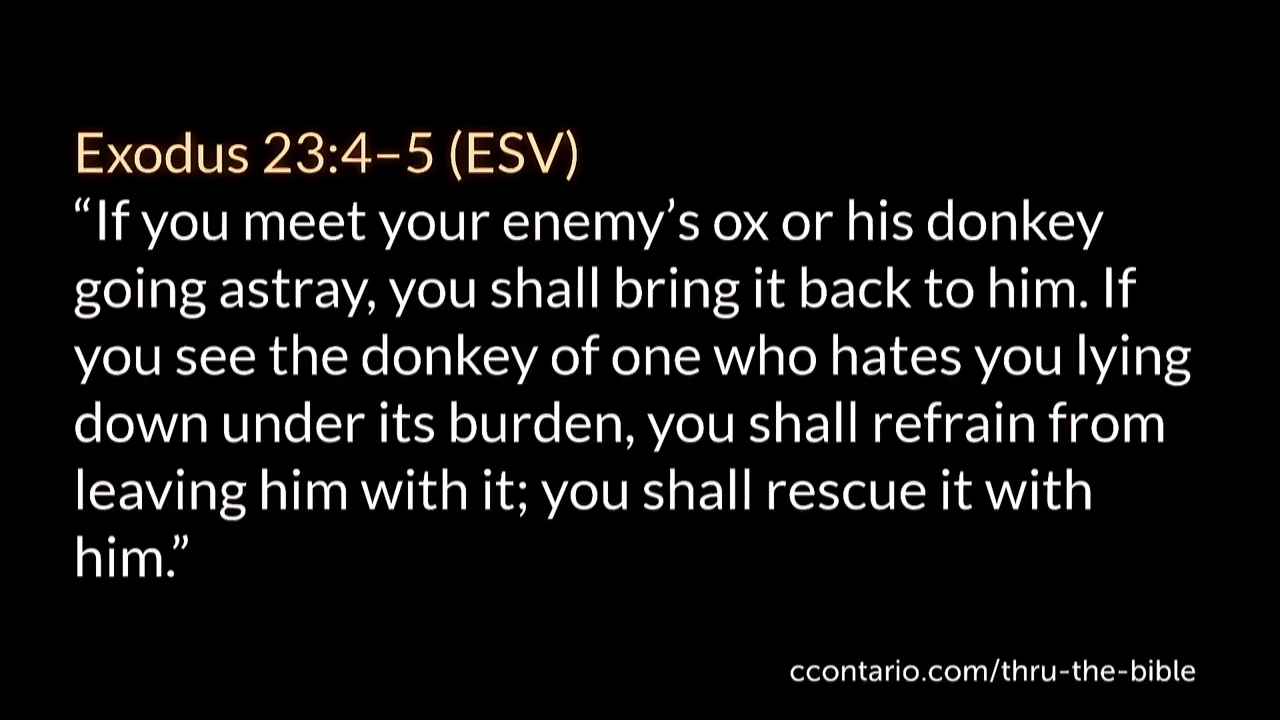 Exodus 23:4–5 (ESV)
“If you meet your enemy’s ox or his donkey
going astray, you shall bring it back to him. If
you see the donkey of one who hates you lying
down under its burden, you shall refrain from
leaving him with it; you shall rescue it with
him.”
ccontario.com/thru-the-bible